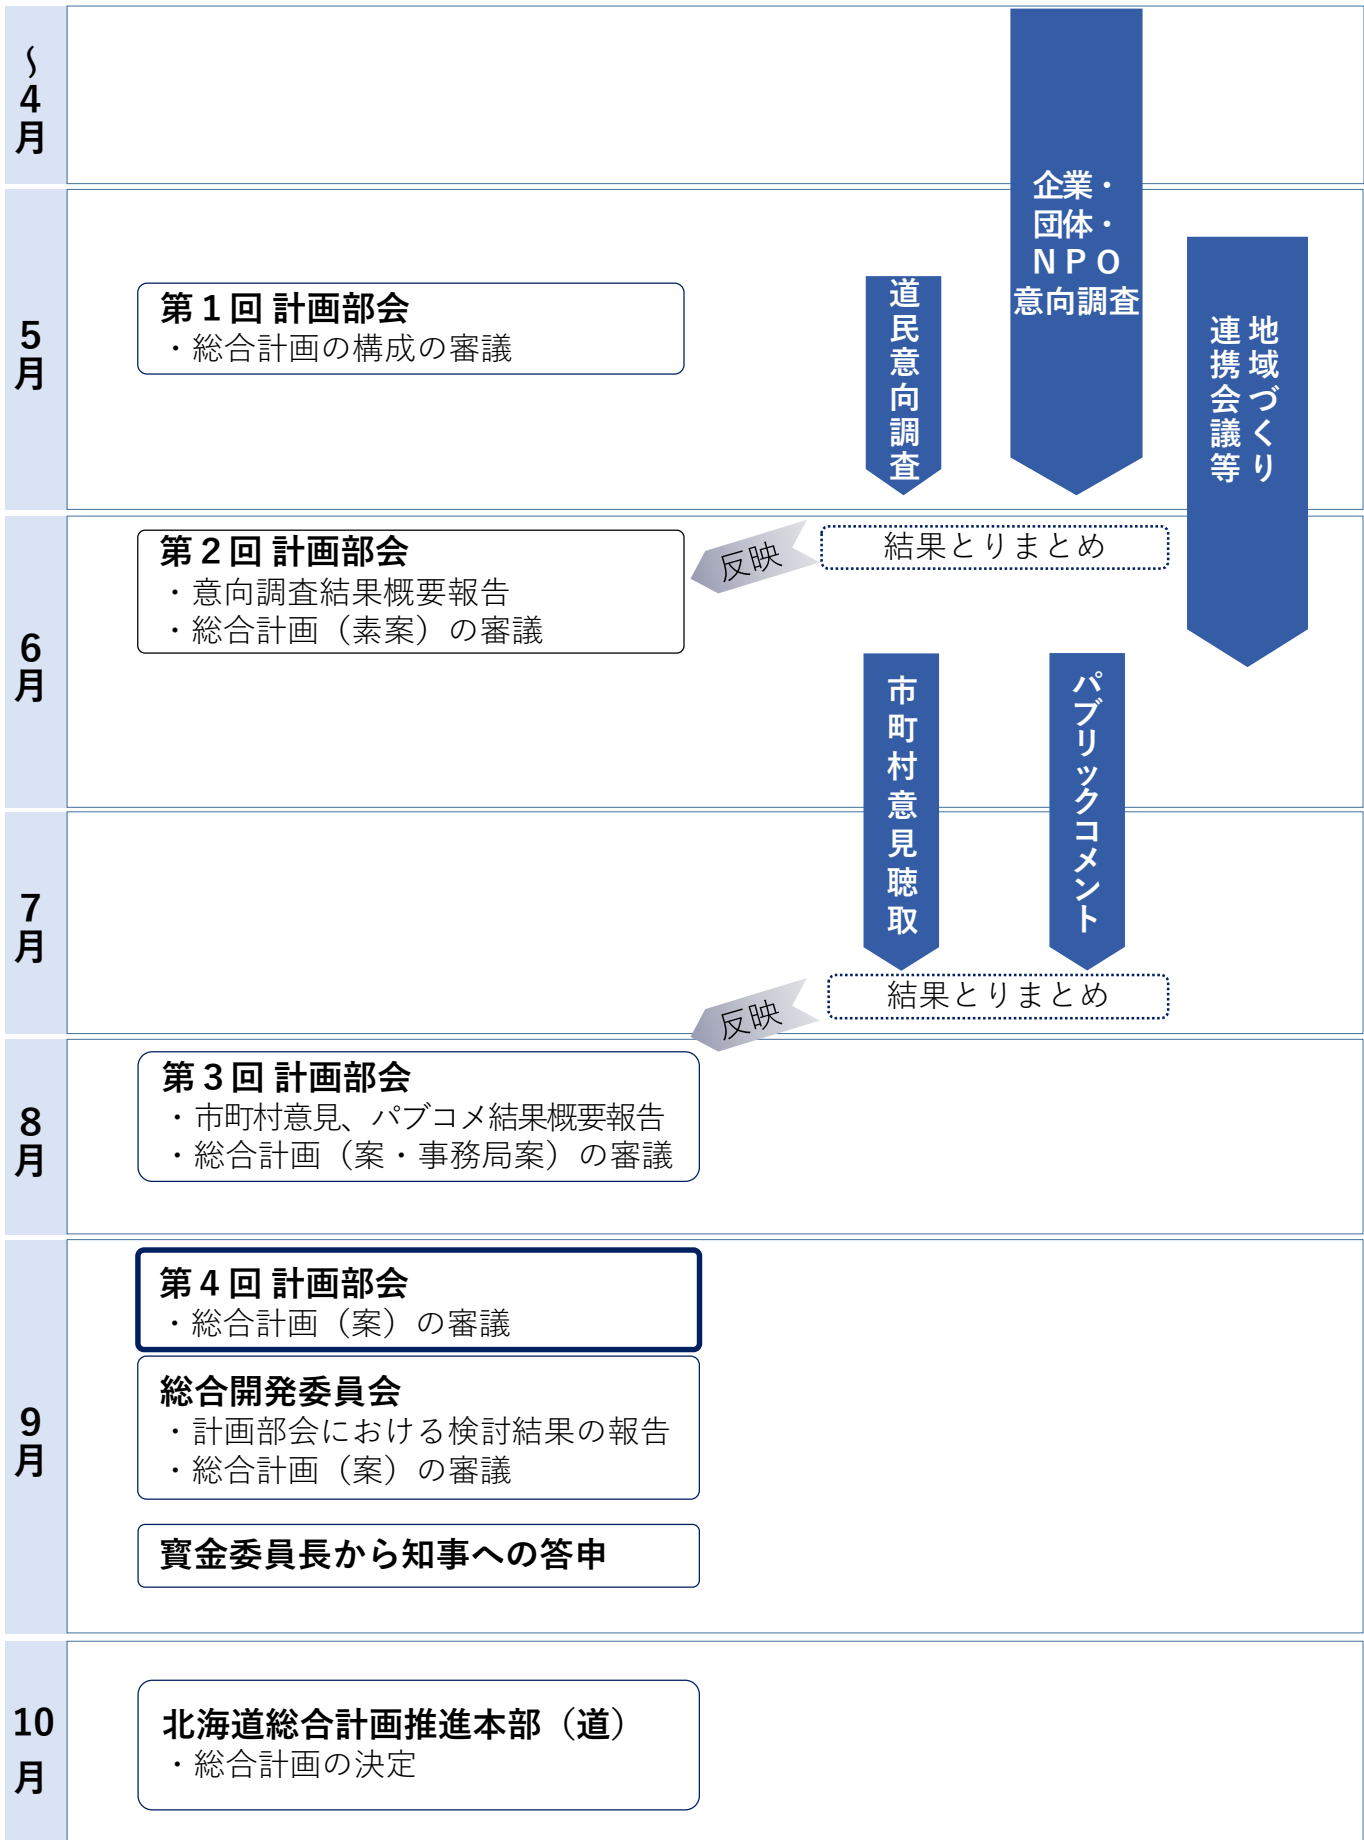 ～4月
企業・
団体・
ＮＰＯ
意向調査
5月
第１回 計画部会
・総合計画の構成の審議
道民意向調査
地域づくり
連携会議等
6月
第２回 計画部会
・意向調査結果概要報告
・総合計画（素案）の審議
反映
結果とりまとめ
市町村意見聴取
パブリックコメント
7月
反映
結果とりまとめ
8月
第３回 計画部会
・市町村意見、パブコメ結果概要報告
・総合計画（案・事務局案）の審議
9月
第４回 計画部会
・総合計画（案）の審議
総合開発委員会
・計画部会における検討結果の報告
・総合計画（案）の審議
寳金委員長から知事への答申
10月
北海道総合計画推進本部（道）
・総合計画の決定